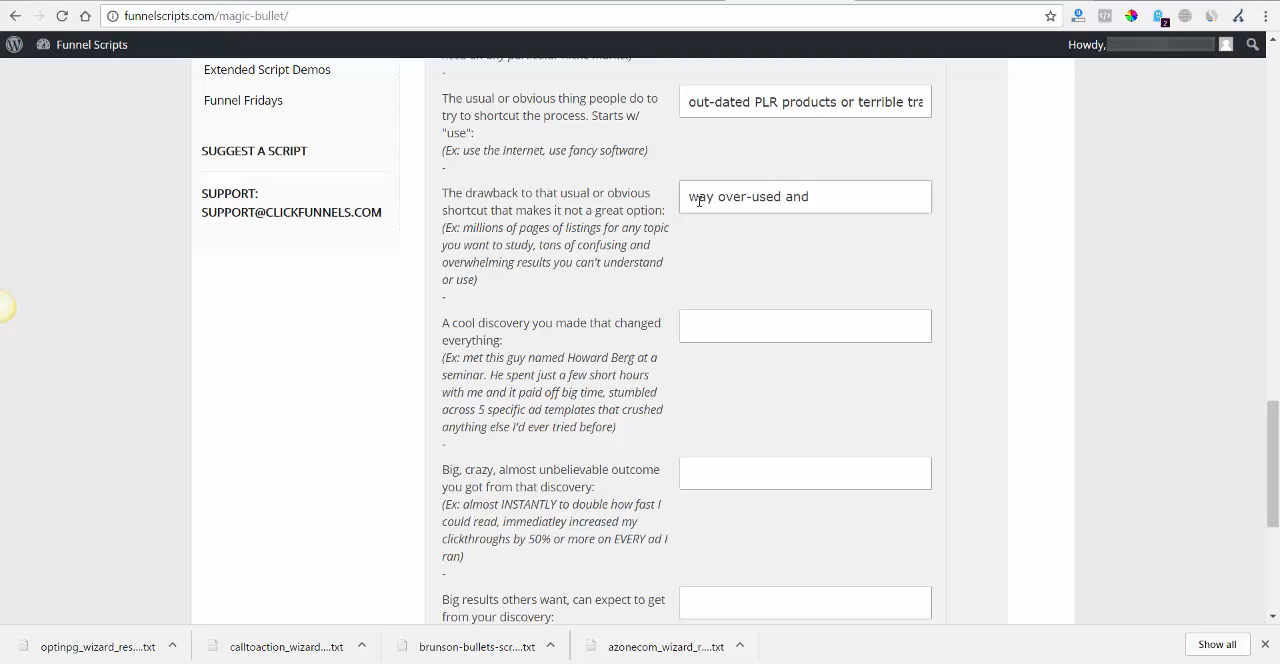 funnelscripts.com/magic-bullet/
2
Funnel Scripts
Howdy,
Extended Script Demos
Funnel Fridays
SUGGEST A SCRIPT
SUPPORT:
SUPPORT@CLICKFUNNELS.COM
-
The usual or obvious thing people do to
try to shortcut the process. Starts w/
"use":
(Ex: use the Internet, use fancy software)
-
out-dated PLR products or terrible tra
The drawback to that usual or obvious
shortcut that makes it not a great option:
(Ex: millions of pages of listings for any topic
you want to study, tons of confusing and
overwhelming results you can't understand
or use)
-
way over-used and
A cool discovery you made that changed
everything:
(Ex: met this guy named Howard Berg at a
seminar. He spent just a few short hours
with me and it paid off big time, stumbled
across 5 specific ad templates that crushed
anything else I'd ever tried before)
-
Big, crazy, almost unbelievable outcome
you got from that discovery:
(Ex: almost INSTANTLY to double how fast I
could read, immediatley increased my
clickthroughs by 50% or more on EVERY ad I
ran)
-
Big results others want, can expect to get
from your discovery:
optinpg_wizard_res....txt
calltoaction_wizard....txt
brunson-bullets-scr....txt
azonecom_wizard_r....txt
Show all